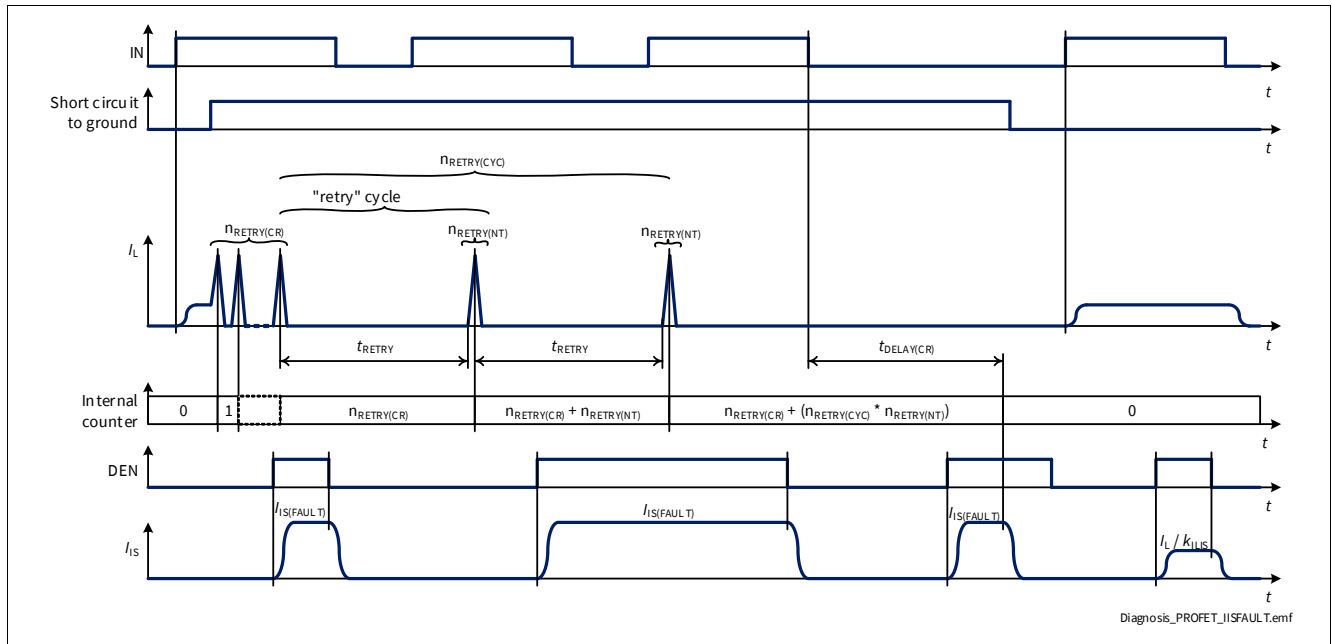 IN
t
Short circuit
to ground
t
nRETRY(CYC)
"retry" cycle
nRETRY(CR)
nRETRY(NT)
nRETRY(NT)
IL
t
tRETRY
tRETRY
tDELAY(CR)
Internal
counter
0
1
nRETRY(CR)
nRETRY(CR) + nRETRY(NT)
nRETRY(CR) + (nRETRY(CYC) * nRETRY(NT))
0
t
DEN
t
IIS(FAULT)
IIS(FAULT)
IIS(FAULT)
IL / kILIS
IIS
t
Diagnosis_PROFET_IISFAULT.emf